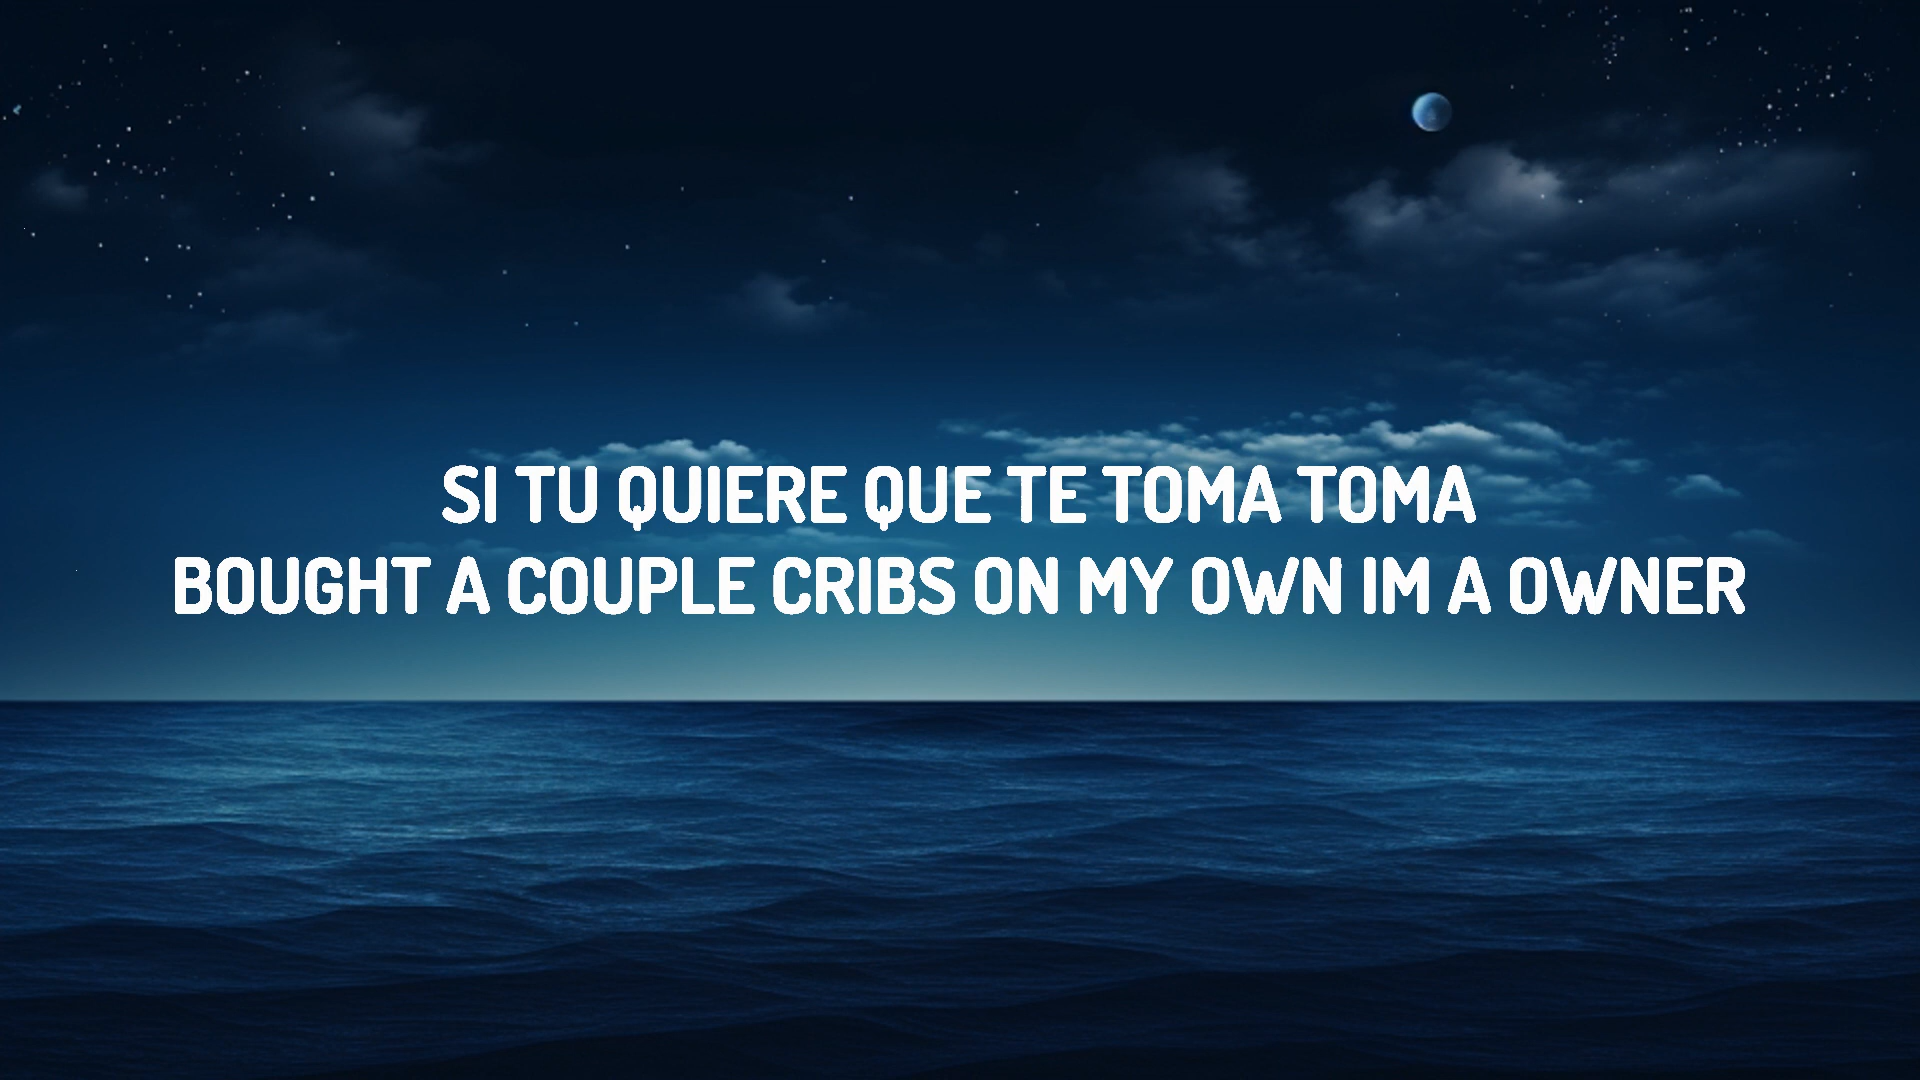 SI TU QUIERE QUE TE TOMA TOMA
BOUGHT A COUPLE CRIBS ON MY OWN IM A OWNER